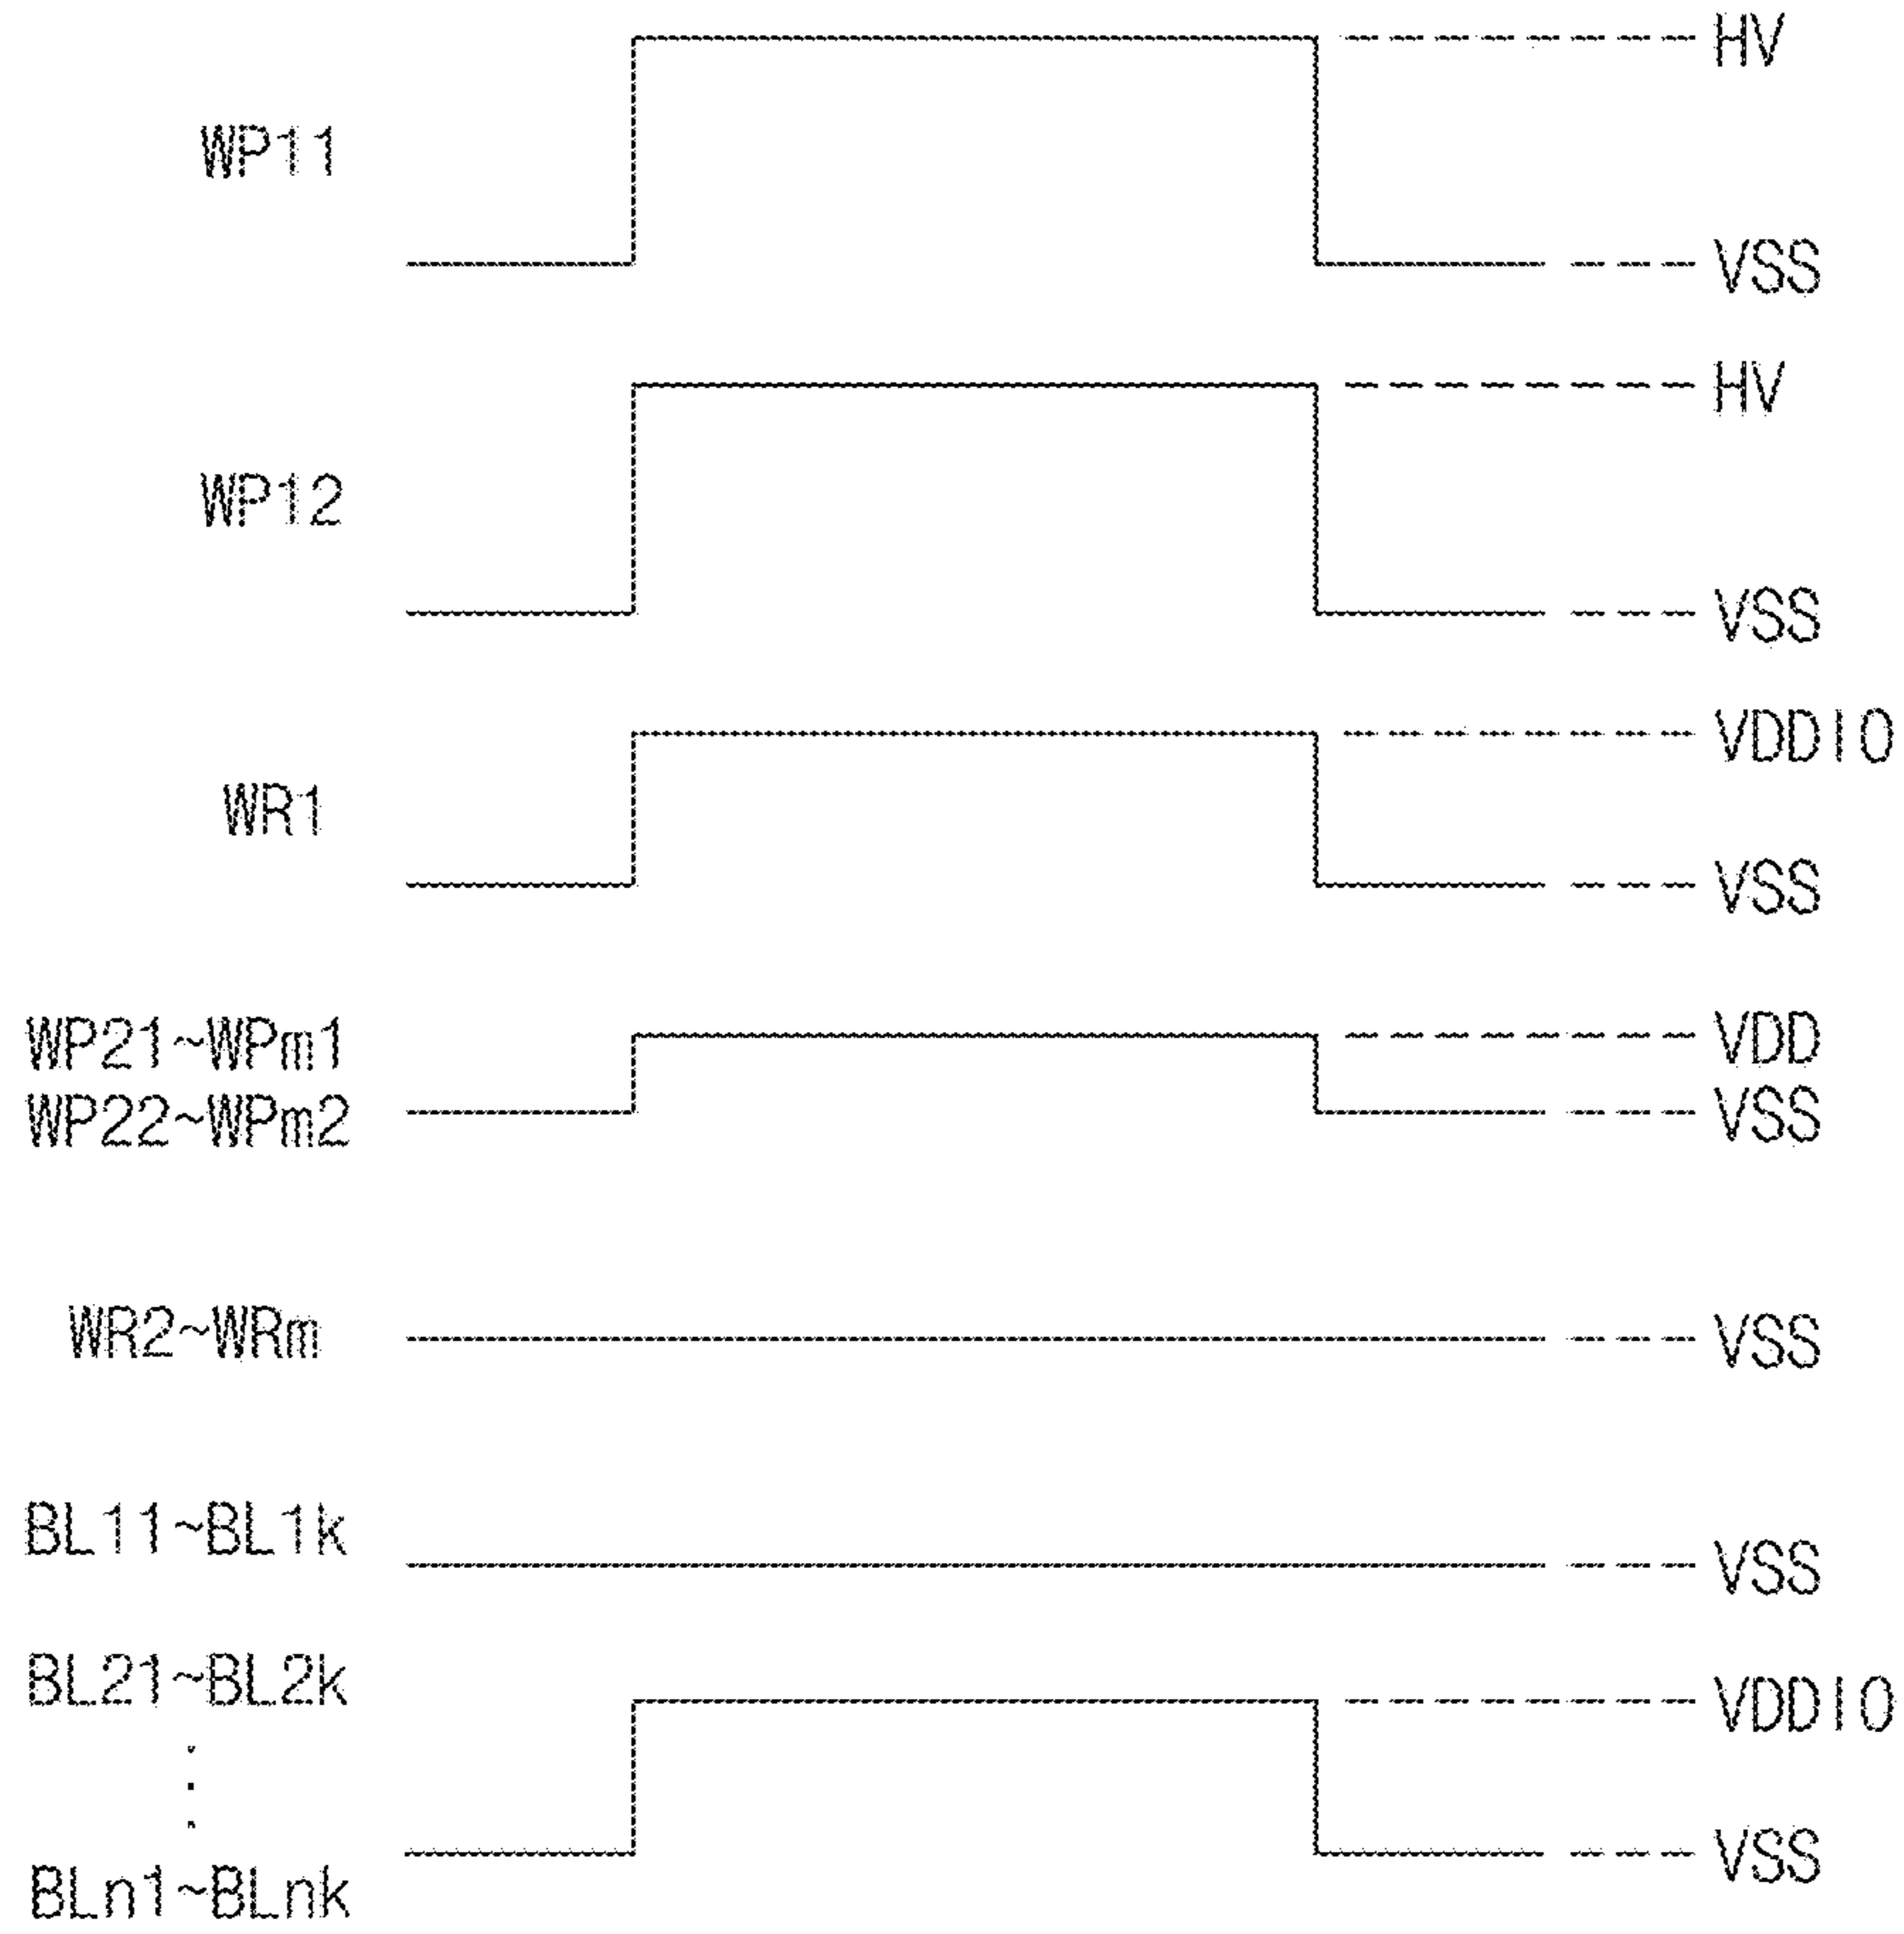 HV
WP11
VSS
HV
WP12
VSS
VDDIO
WR1
VSS
WP21~WPm1
VDD
WP22~WPm2
VSS
WR2~WRm
VSS
BL11~BL1k
VSS
BL21~BL2k
VDDIO
VSS
BLn1~BLnk